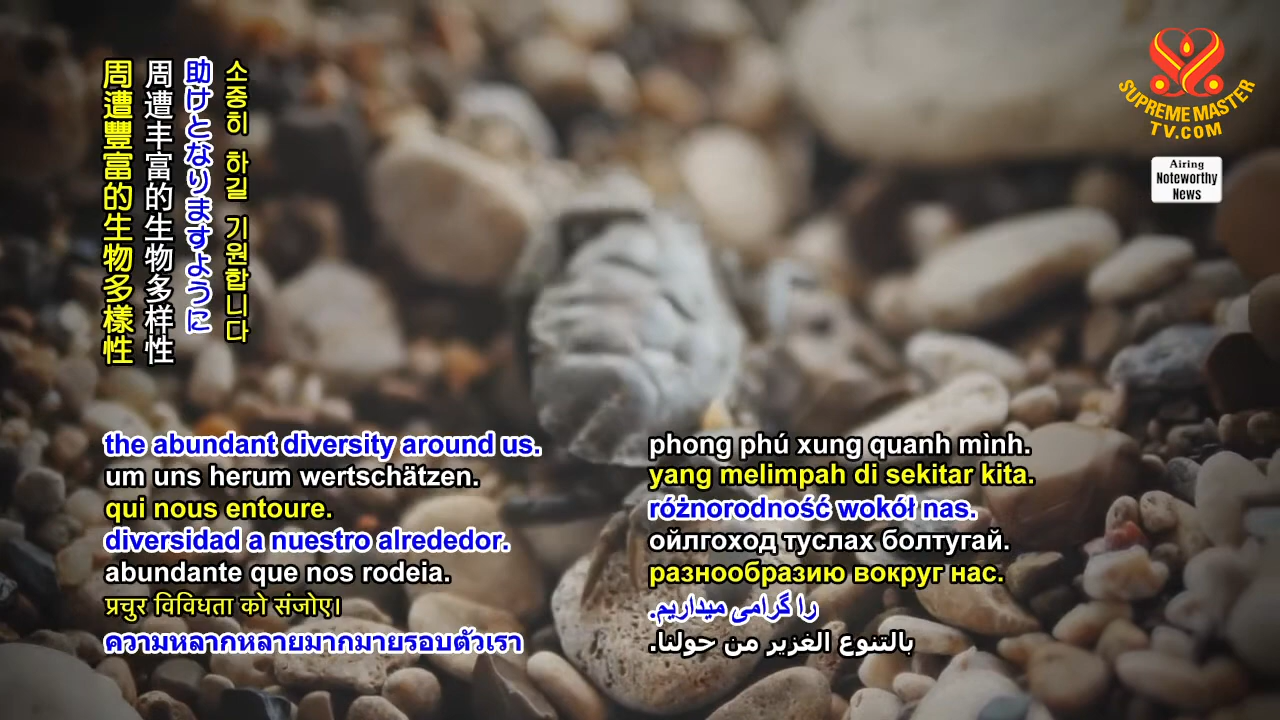 周遭豐富的生物多樣性
周遭丰富的生物多样性
助けとなりますように
소중히 하길 기원합니다
SUPREME MASTER
TV.COM
Airing
Noteworthy
News
the abundant diversity around us.
um uns herum wertschätzen.
qui nous entoure.
diversidad a nuestro alrededor.
abundante que nos rodeia.
प्रचुर विविधता को संजोए।
ความหลากหลายมากมายรอบตัวเรา
phong phú xung quanh mình.
yang melimpah di sekitar kita.
różnorodność wokół nas.
ойлгоход туслах болтугай.
разнообразию вокруг нас.
را گرامی میداریم.
بالتنوع الغزير من حولنا.